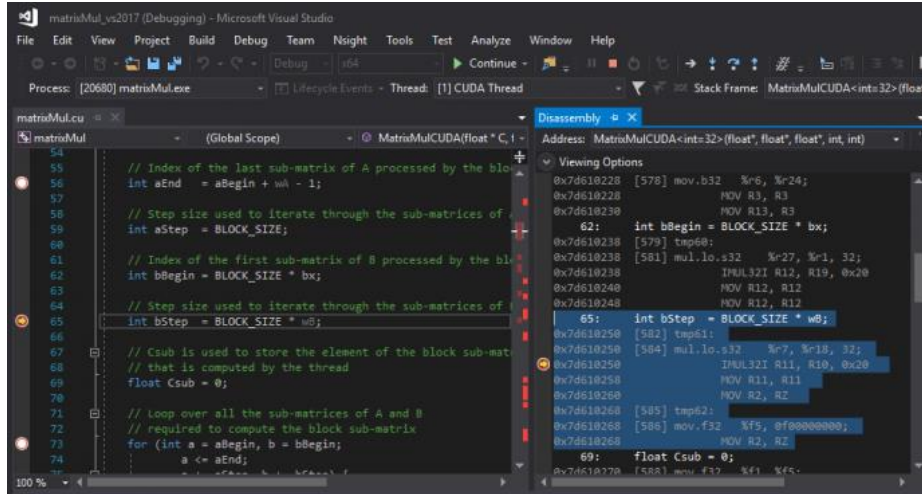 matrixMul_vs2017 (Debugging) - Microsoft Visual Studio
File Edit View Project Build Debug Team Nsight Tools Test Analyze Window Help
Debug x64 Continue
Process: [20680] matrixMul.exe Lifecycle Events Thread: [1] CUDA Thread Stack Frame: MatrixMulCUDA<int=32>(float
matrixMul.cu
matrixMul (Global Scope) MatrixMulCUDA(float * C, f
54
55 // Index of the last sub-matrix of A processed by the blo
56 int aEnd = aBegin + wA - 1;
57
58 // Step size used to iterate through the sub-matrices of
59 int aStep = BLOCK_SIZE;
60
61 // Index of the first sub-matrix of B processed by the bl
62 int bBegin = BLOCK_SIZE * bx;
63
64 // Step size used to iterate through the sub-matrices of
65 int bStep = BLOCK_SIZE * wB;
66
67 // Csub is used to store the element of the block sub-mat
68 // that is computed by the thread
69 float Csub = 0;
70
71 // Loop over all the sub-matrices of A and B
72 // required to compute the block sub-matrix
73 for (int a = aBegin, b = bBegin;
74 a <= aEnd;
100 %
Disassembly
Address: MatrixMulCUDA<int=32>(float*, float*, float*, int, int)
Viewing Options
0x7d610228 [578] mov.b32 %r6, %r24;
0x7d610228 MOV R3, R3
0x7d610230 MOV R13, R3
62: int bBegin = BLOCK_SIZE * bx;
0x7d610238 [579] tmp60:
0x7d610238 [581] mul.lo.s32 %r27, %r1, 32;
0x7d610238 IMUL32I R12, R19, 0x20
0x7d610240 MOV R12, R12
0x7d610248 MOV R12, R12
65: int bStep = BLOCK_SIZE * wB;
0x7d610250 [582] tmp61:
0x7d610250 [584] mul.lo.s32 %r7, %r18, 32;
0x7d610250 IMUL32I R11, R10, 0x20
0x7d610258 MOV R11, R11
0x7d610260 MOV R2, RZ
0x7d610268 [585] tmp62:
0x7d610268 [586] mov.f32 %f5, 0f00000000;
0x7d610268 MOV R2, RZ
69: float Csub = 0;
0x7d610270 [588] mov.f32 %f1, %f5;